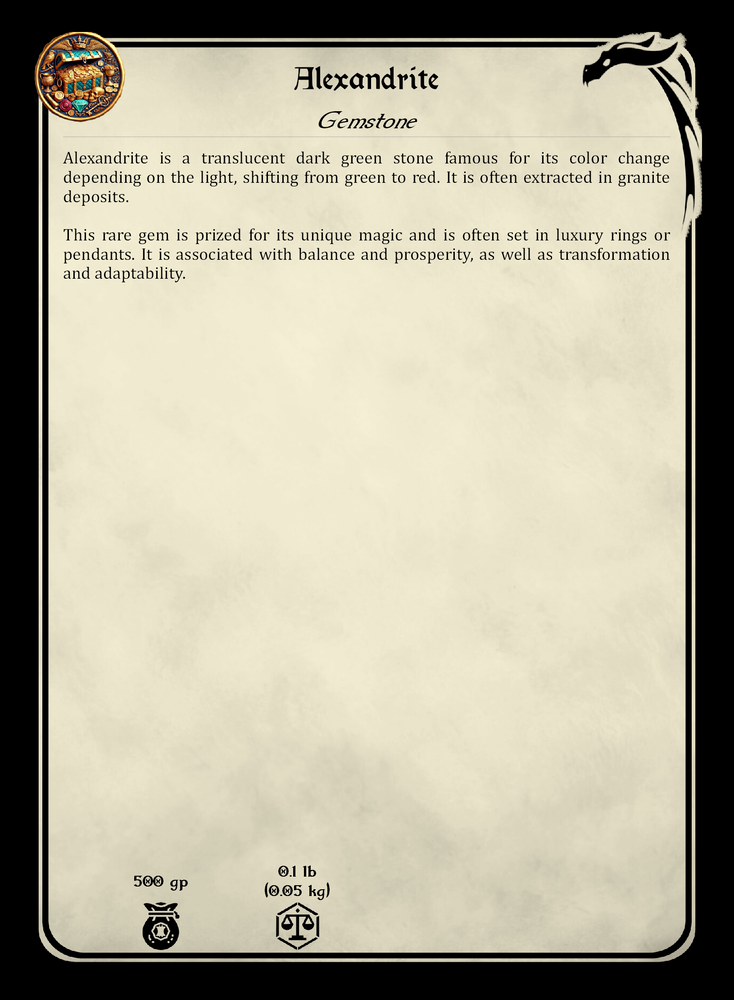 Alexandrite
Gemstone
Alexandrite is a translucent dark green stone famous for its color change
depending on the light, shifting from green to red. It is often extracted in granite
deposits.
This rare gem is prized for its unique magic and is often set in luxury rings or
pendants. It is associated with balance and prosperity, as well as transformation
and adaptability.
500 gp
0.1 lb
(0.05 kg)